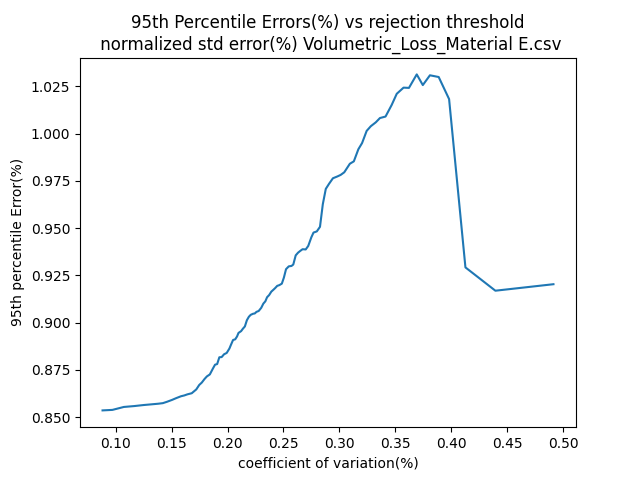 95th Percentile Errors(%) vs rejection threshold
normalized std error(%) Volumetric_Loss_Material E.csv
1.025
1.000
0.975
0.950
0.925
0.900
0.875
0.850
95th percentile Error(%)
0.10 0.15 0.20 0.25 0.30 0.35 0.40 0.45 0.50
coefficient of variation(%)